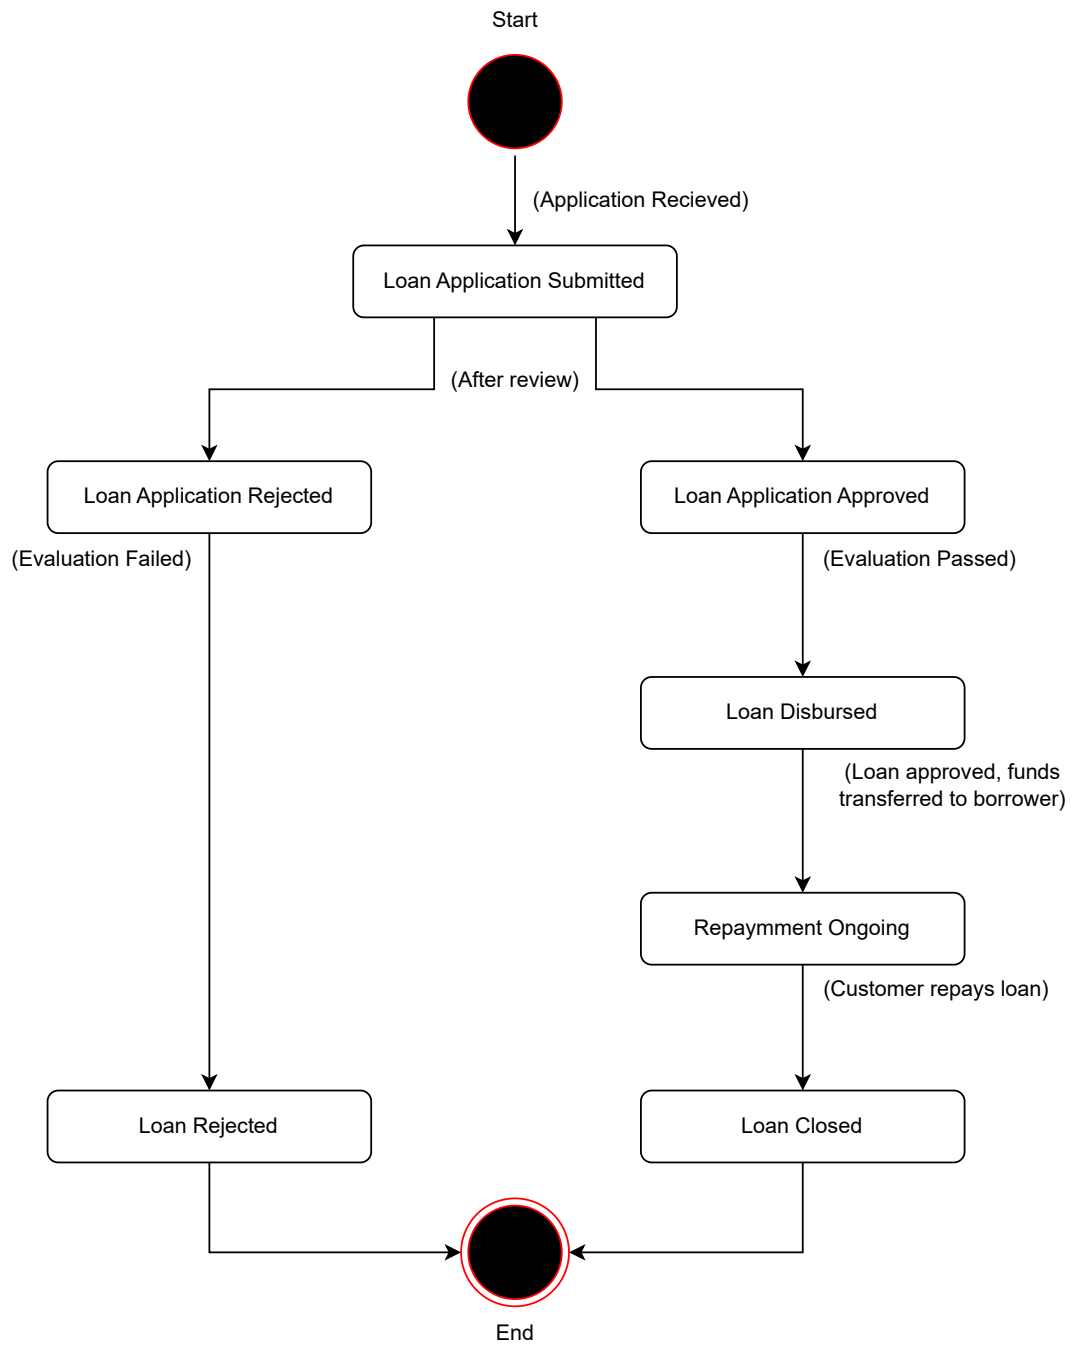 Start
(Application Recieved)
Loan Application Submitted
(After review)
Loan Application Rejected
Loan Application Approved
(Evaluation Failed)
(Evaluation Passed)
Loan Disbursed
(Loan approved, funds
transferred to borrower)
Repaymment Ongoing
(Customer repays loan)
Loan Rejected
Loan Closed
End